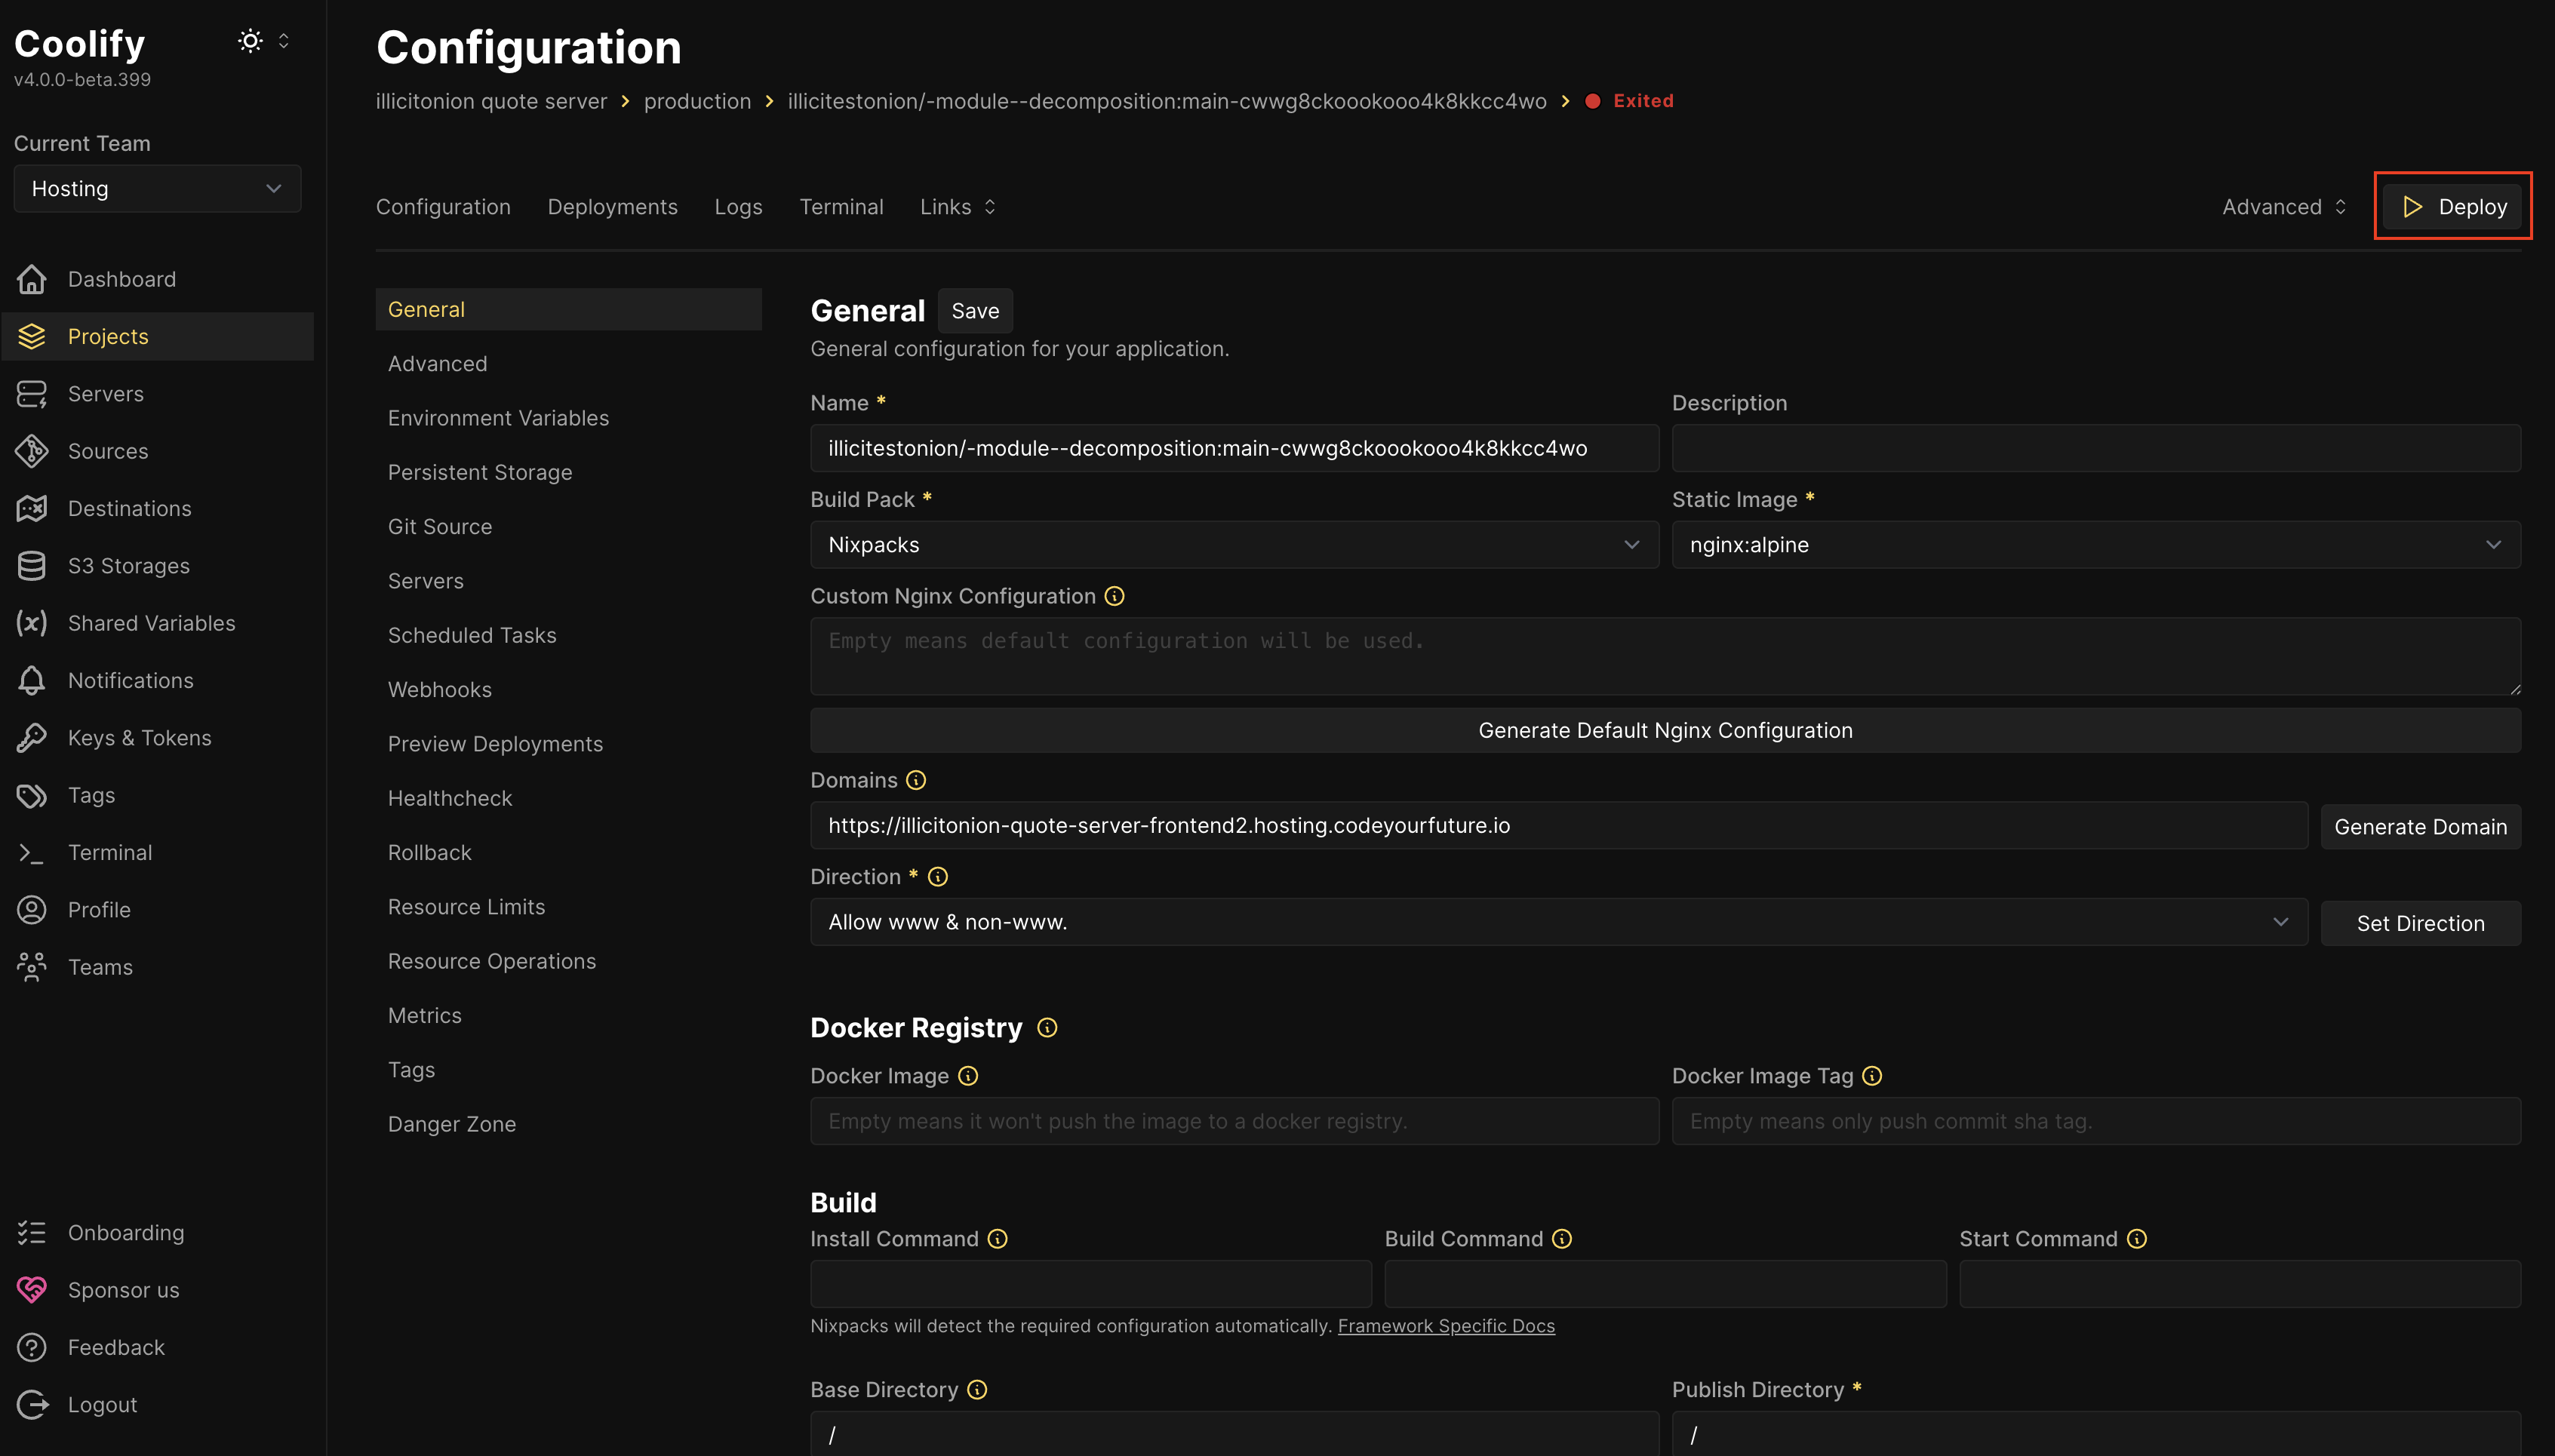 Coolify
v4.0.0-beta.399
Current Team
Hosting
Dashboard
Projects
Servers
Sources
Destinations
S3 Storages
Shared Variables
Notifications
Keys & Tokens
Tags
Terminal
Profile
Teams
Onboarding
Sponsor us
Feedback
Logout
Configuration
illicitonion quote server > production > illicitestonion/-module--decomposition:main-cwwg8ckoookooo4k8kkcc4wo > Exited
Configuration Deployments Logs Terminal Links Advanced Deploy
General
Advanced
Environment Variables
Persistent Storage
Git Source
Servers
Scheduled Tasks
Webhooks
Preview Deployments
Healthcheck
Rollback
Resource Limits
Resource Operations
Metrics
Tags
Danger Zone
General Save
General configuration for your application.
Name * Description
illicitestonion/-module--decomposition:main-cwwg8ckoookooo4k8kkcc4wo
Build Pack * Static Image *
Nixpacks nginx:alpine
Custom Nginx Configuration
Empty means default configuration will be used.
Generate Default Nginx Configuration
Domains
https://illicitonion-quote-server-frontend2.hosting.codeyourfuture.io Generate Domain
Direction *
Allow www & non-www. Set Direction
Docker Registry
Docker Image Docker Image Tag
Empty means it won't push the image to a docker registry. Empty means only push commit sha tag.
Build
Install Command Build Command Start Command
Nixpacks will detect the required configuration automatically. Framework Specific Docs
Base Directory Publish Directory *
/ /